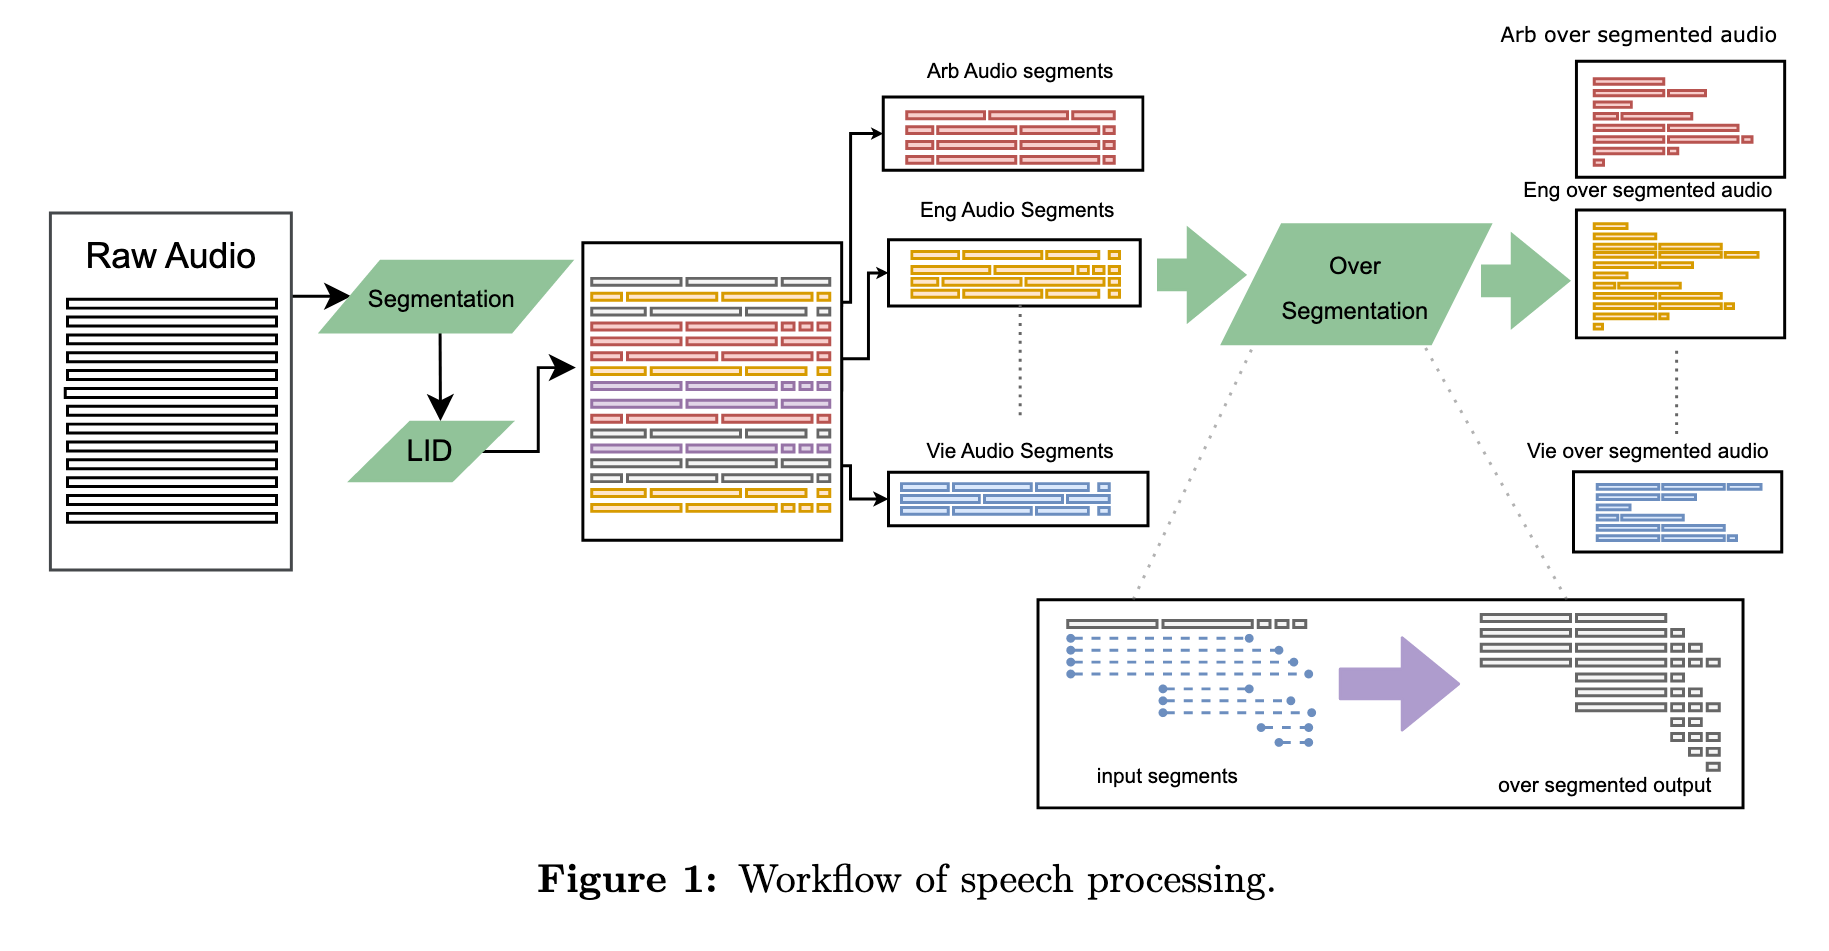 Arb over segmented audio
Arb Audio segments
Eng over segmented audio
Eng Audio Segments
Raw Audio
Segmentation
Over
Segmentation
LID
Vie Audio Segments
Vie over segmented audio
input segments
over segmented output
Figure 1: Workflow of speech processing.